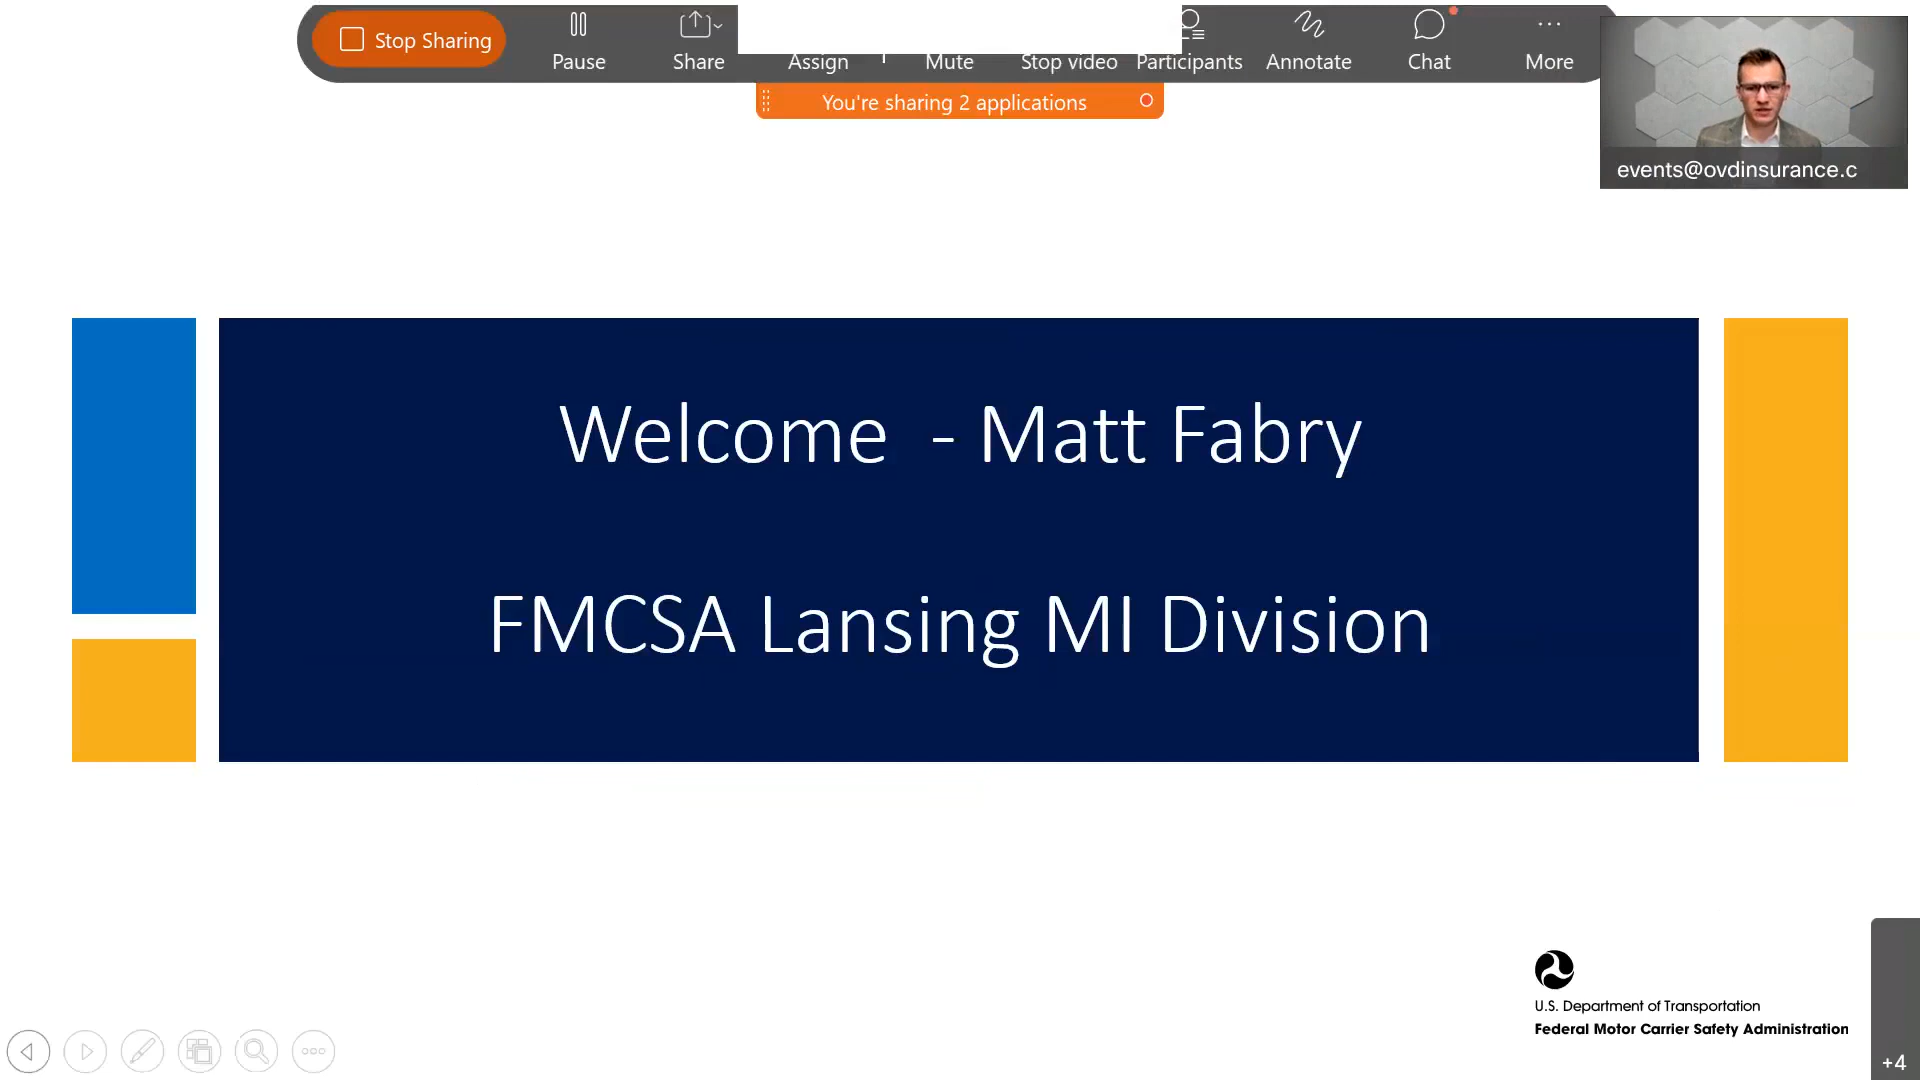 Stop Sharing
Pause
Share
Assign
Mute
Stop video
Participants
Annotate
Chat
More
You're sharing 2 applications
events@ovdinsurance.c
Welcome - Matt Fabry
FMCSA Lansing MI Division
U.S. Department of Transportation
Federal Motor Carrier Safety Administration
+4